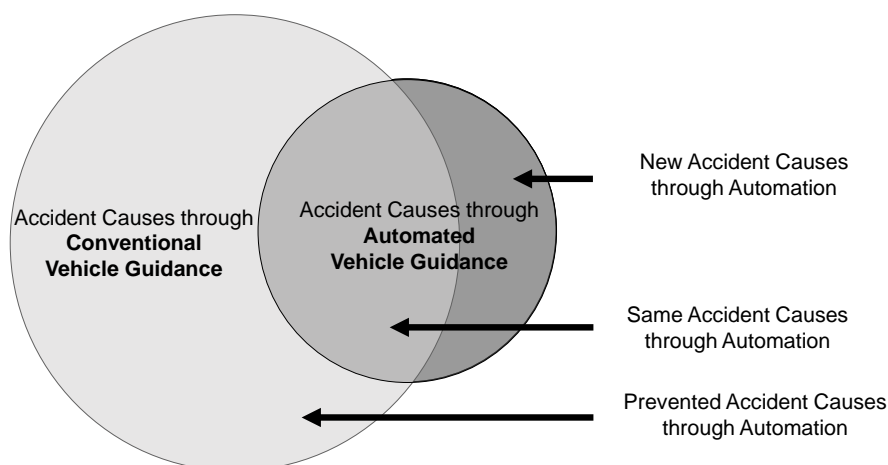 Accident Causes through
Conventional
Vehicle Guidance
Accident Causes through
Automated
Vehicle Guidance
New Accident Causes
through Automation
Same Accident Causes
through Automation
Prevented Accident Causes
through Automation